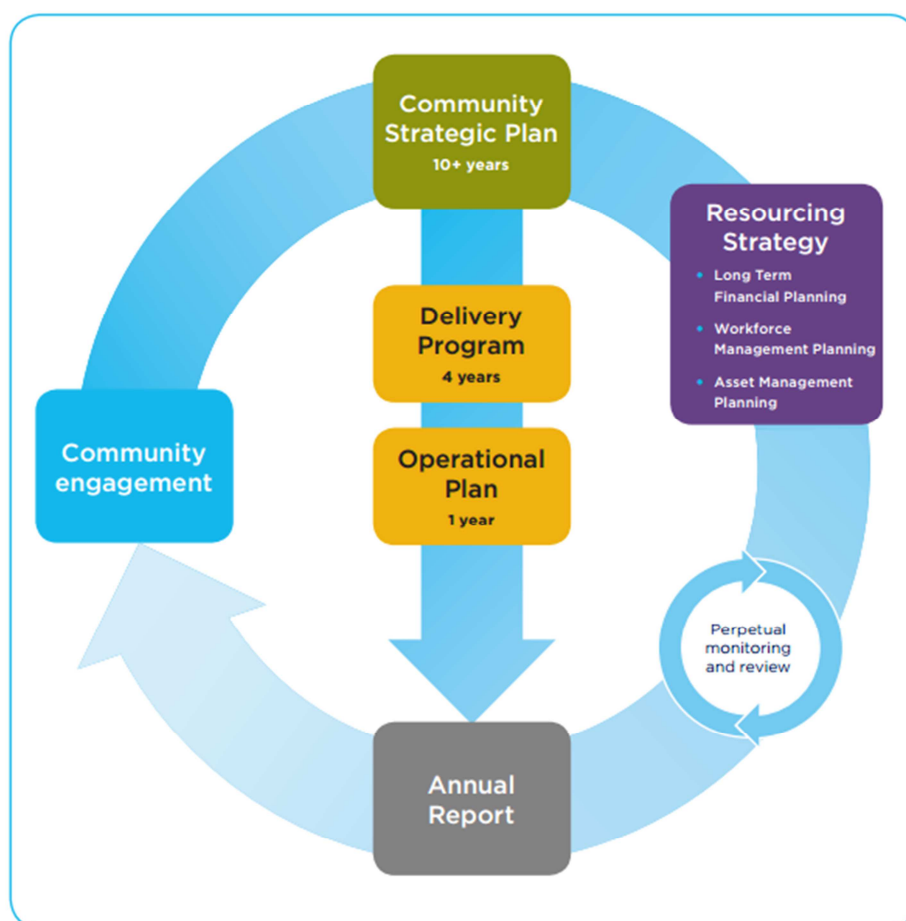 Community
Strategic Plan
10+ years
Resourcing
Strategy
• Long Term
Financial Planning
• Workforce
Management Planning
• Asset Management
Planning
Delivery
Program
4 years
Community
engagement
Operational
Plan
1 year
Perpetual
monitoring
and review
Annual
Report